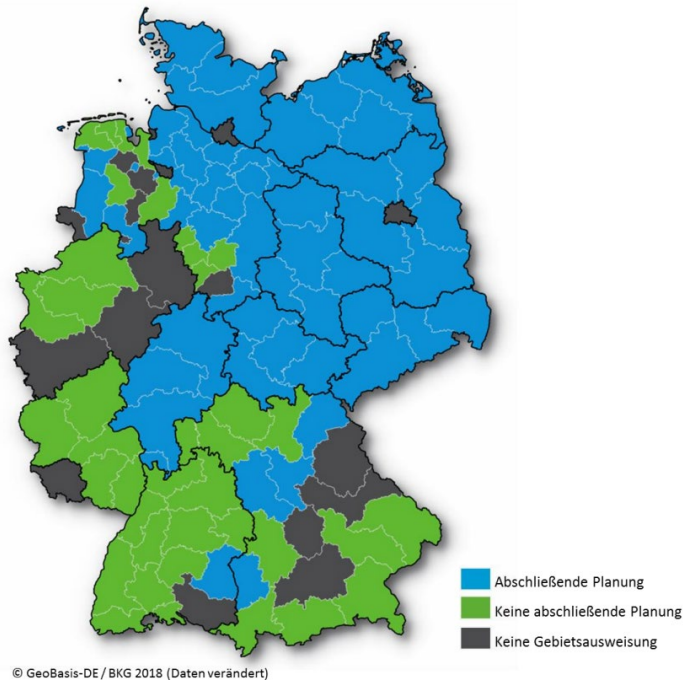 Abschließende Planung
Keine abschließende Planung
Keine Gebietsausweisung
© GeoBasis-DE / BKG 2018 (Daten verändert)